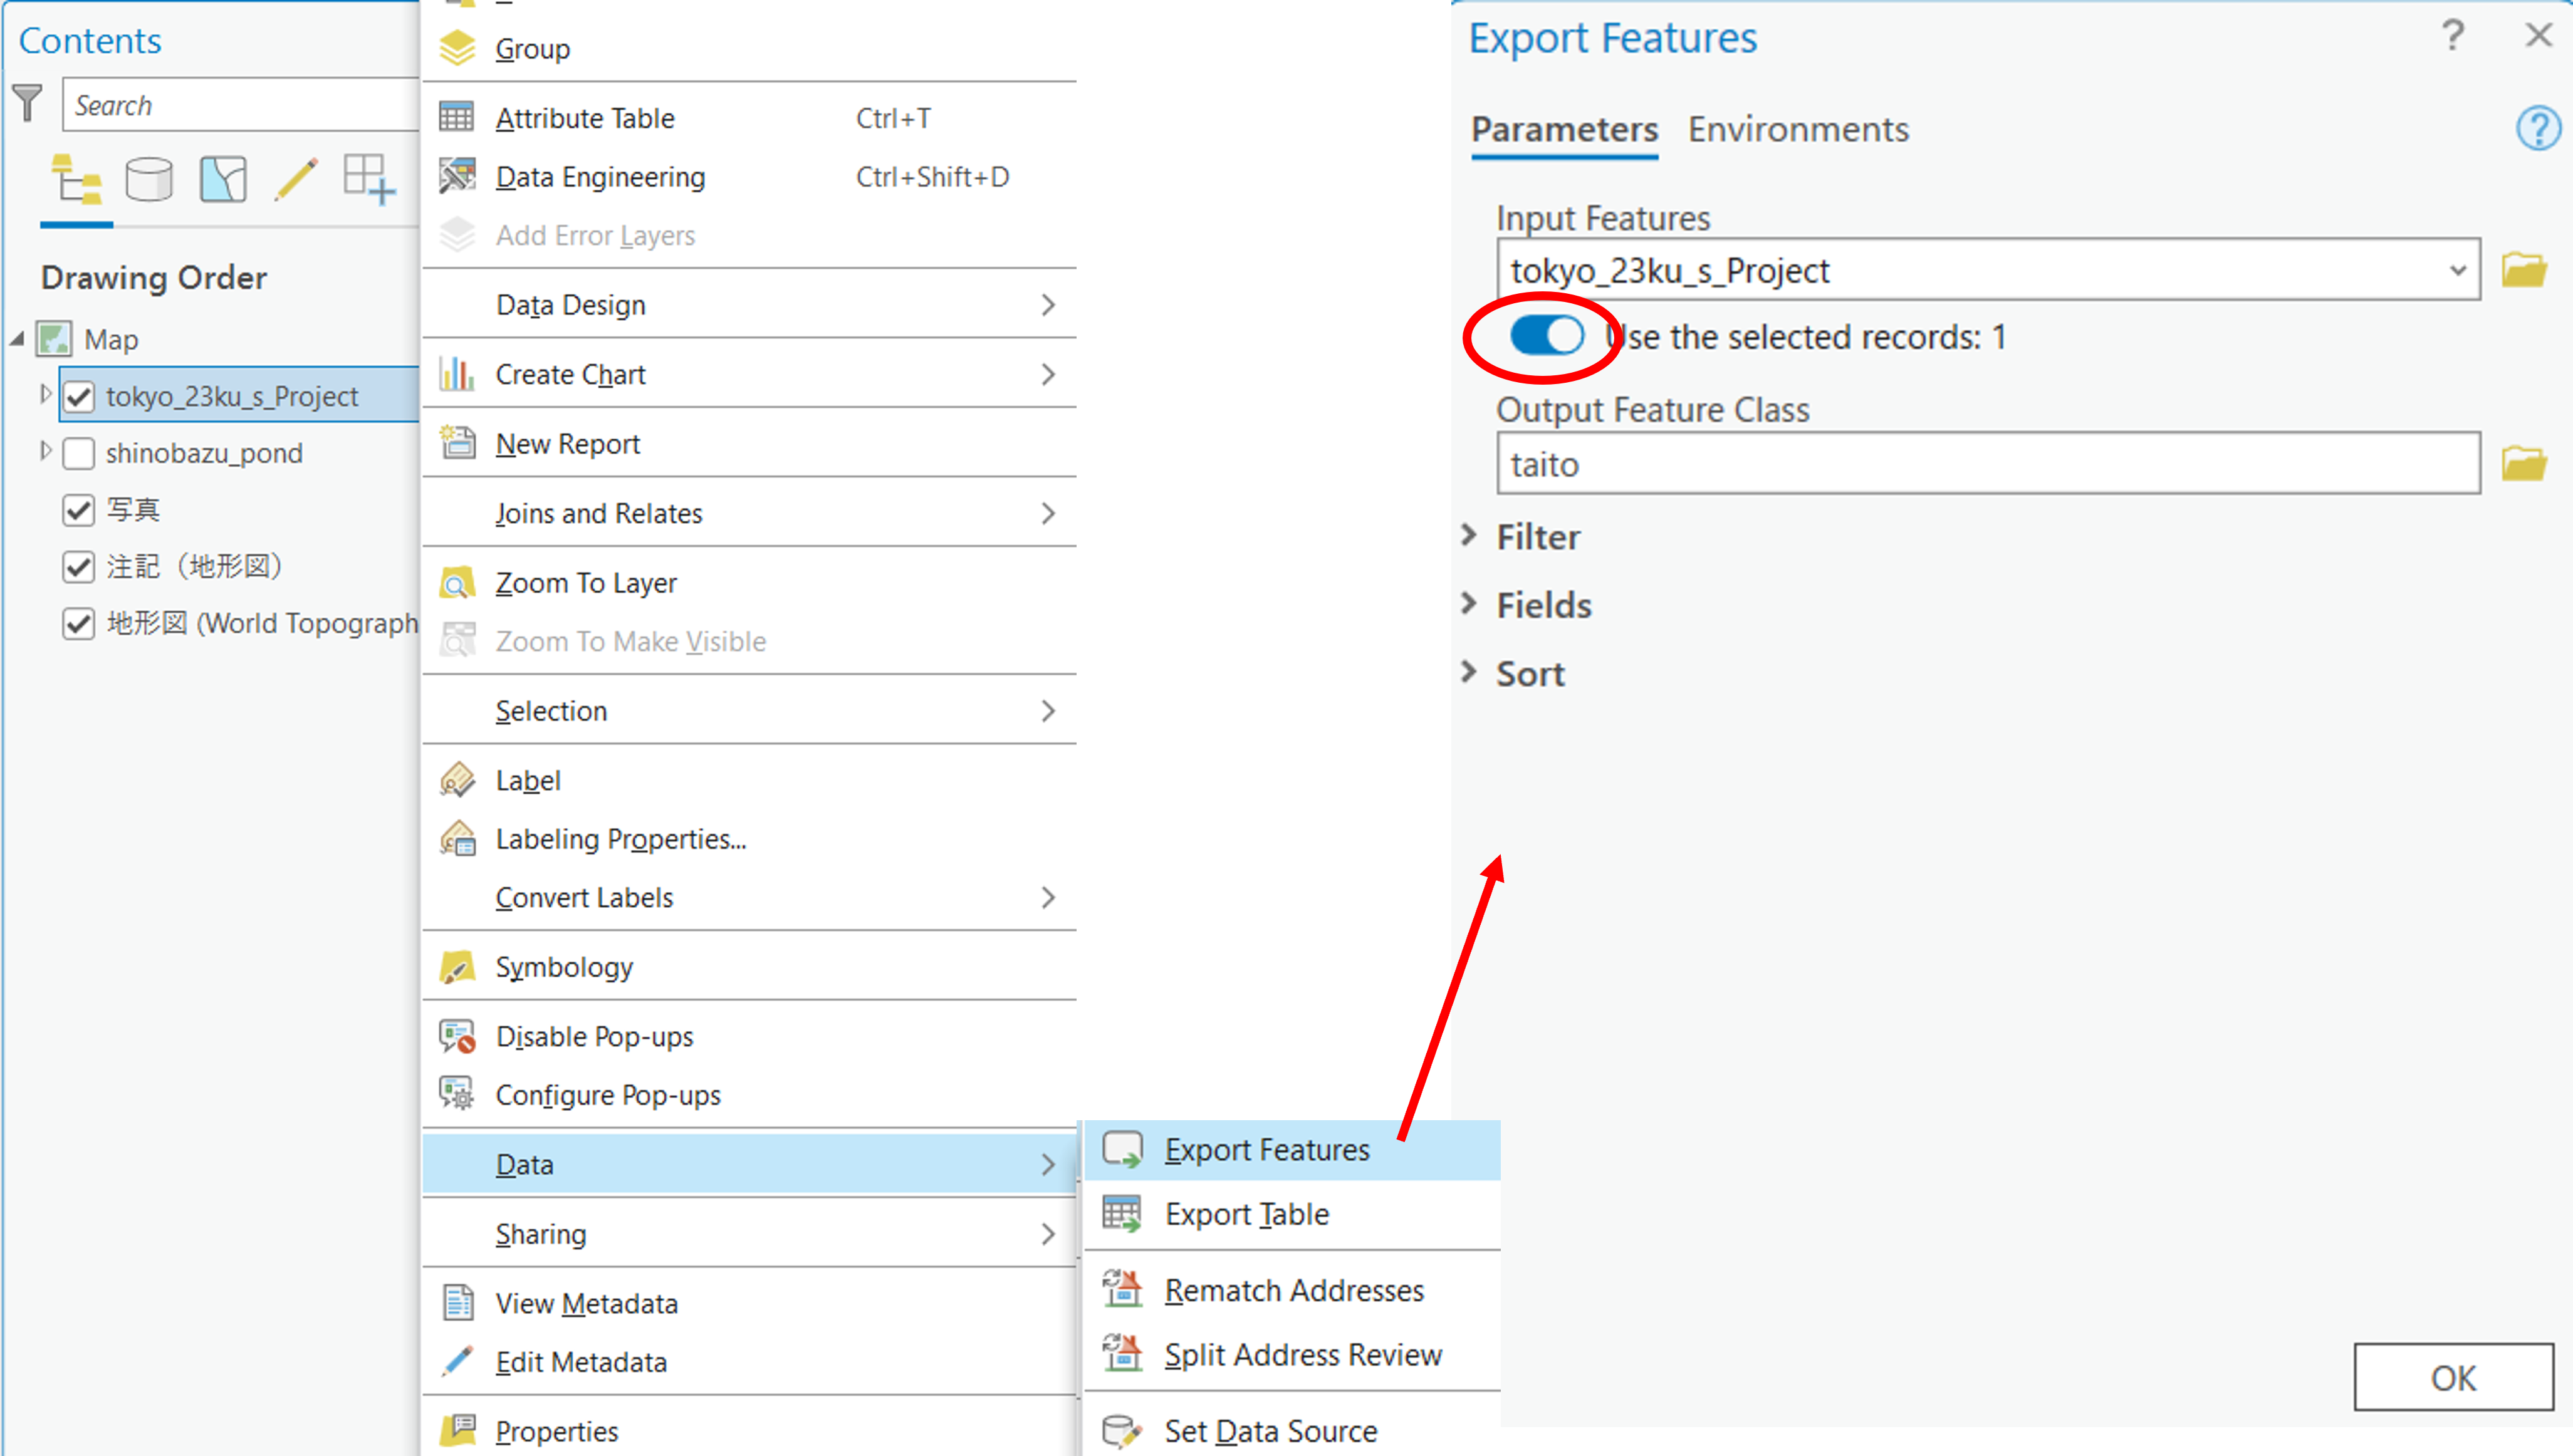 Contents
Search
Drawing Order
Map
tokyo_23ku_s_Project
shinobazu_pond
写真
注記（地形図）
地形図 (World Topograph
Group
Attribute Table Ctrl+T
Data Engineering Ctrl+Shift+D
Add Error Layers
Data Design
Create Chart
New Report
Joins and Relates
Zoom To Layer
Zoom To Make Visible
Selection
Label
Labeling Properties...
Convert Labels
Symbology
Disable Pop-ups
Configure Pop-ups
Data
Sharing
View Metadata
Edit Metadata
Properties
Export Features
Export Table
Rematch Addresses
Split Address Review
Set Data Source
Export Features
Parameters Environments
Input Features
tokyo_23ku_s_Project
Use the selected records: 1
Output Feature Class
taito
Filter
Fields
Sort
OK